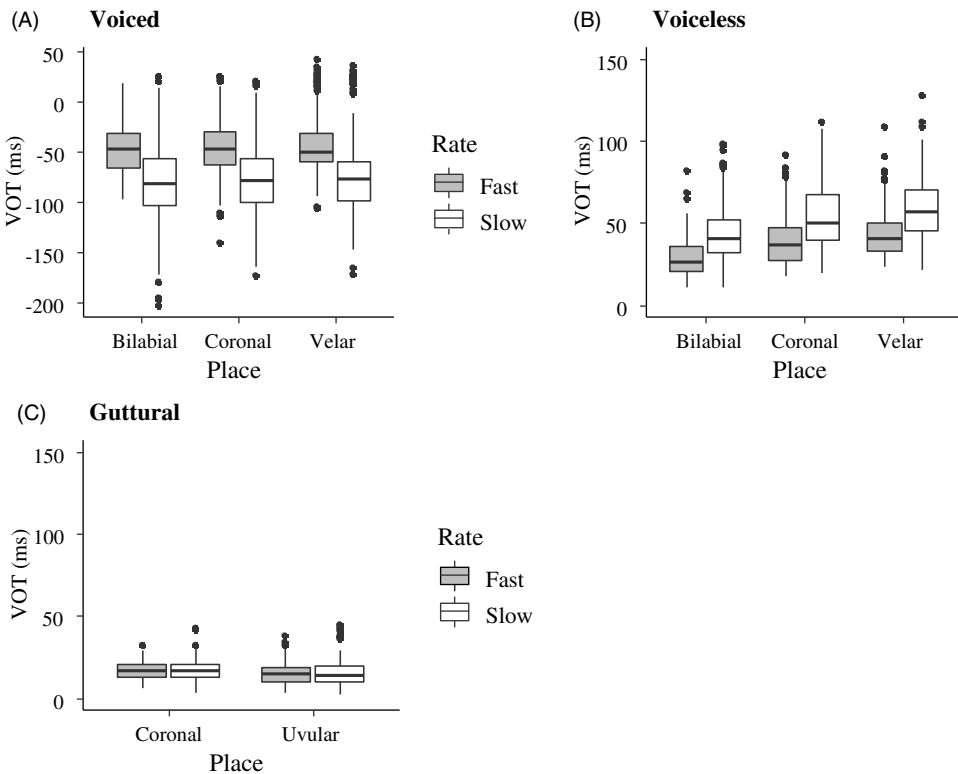 (A) Voiced
50
0
-50
-100
-150
-200
VOT (ms)
Bilabial Coronal Velar
Place
Rate
Fast
Slow
(B) Voiceless
150
100
50
0
VOT (ms)
Bilabial Coronal Velar
Place
(C) Guttural
150
100
50
0
VOT (ms)
Coronal Uvular
Place
Rate
Fast
Slow